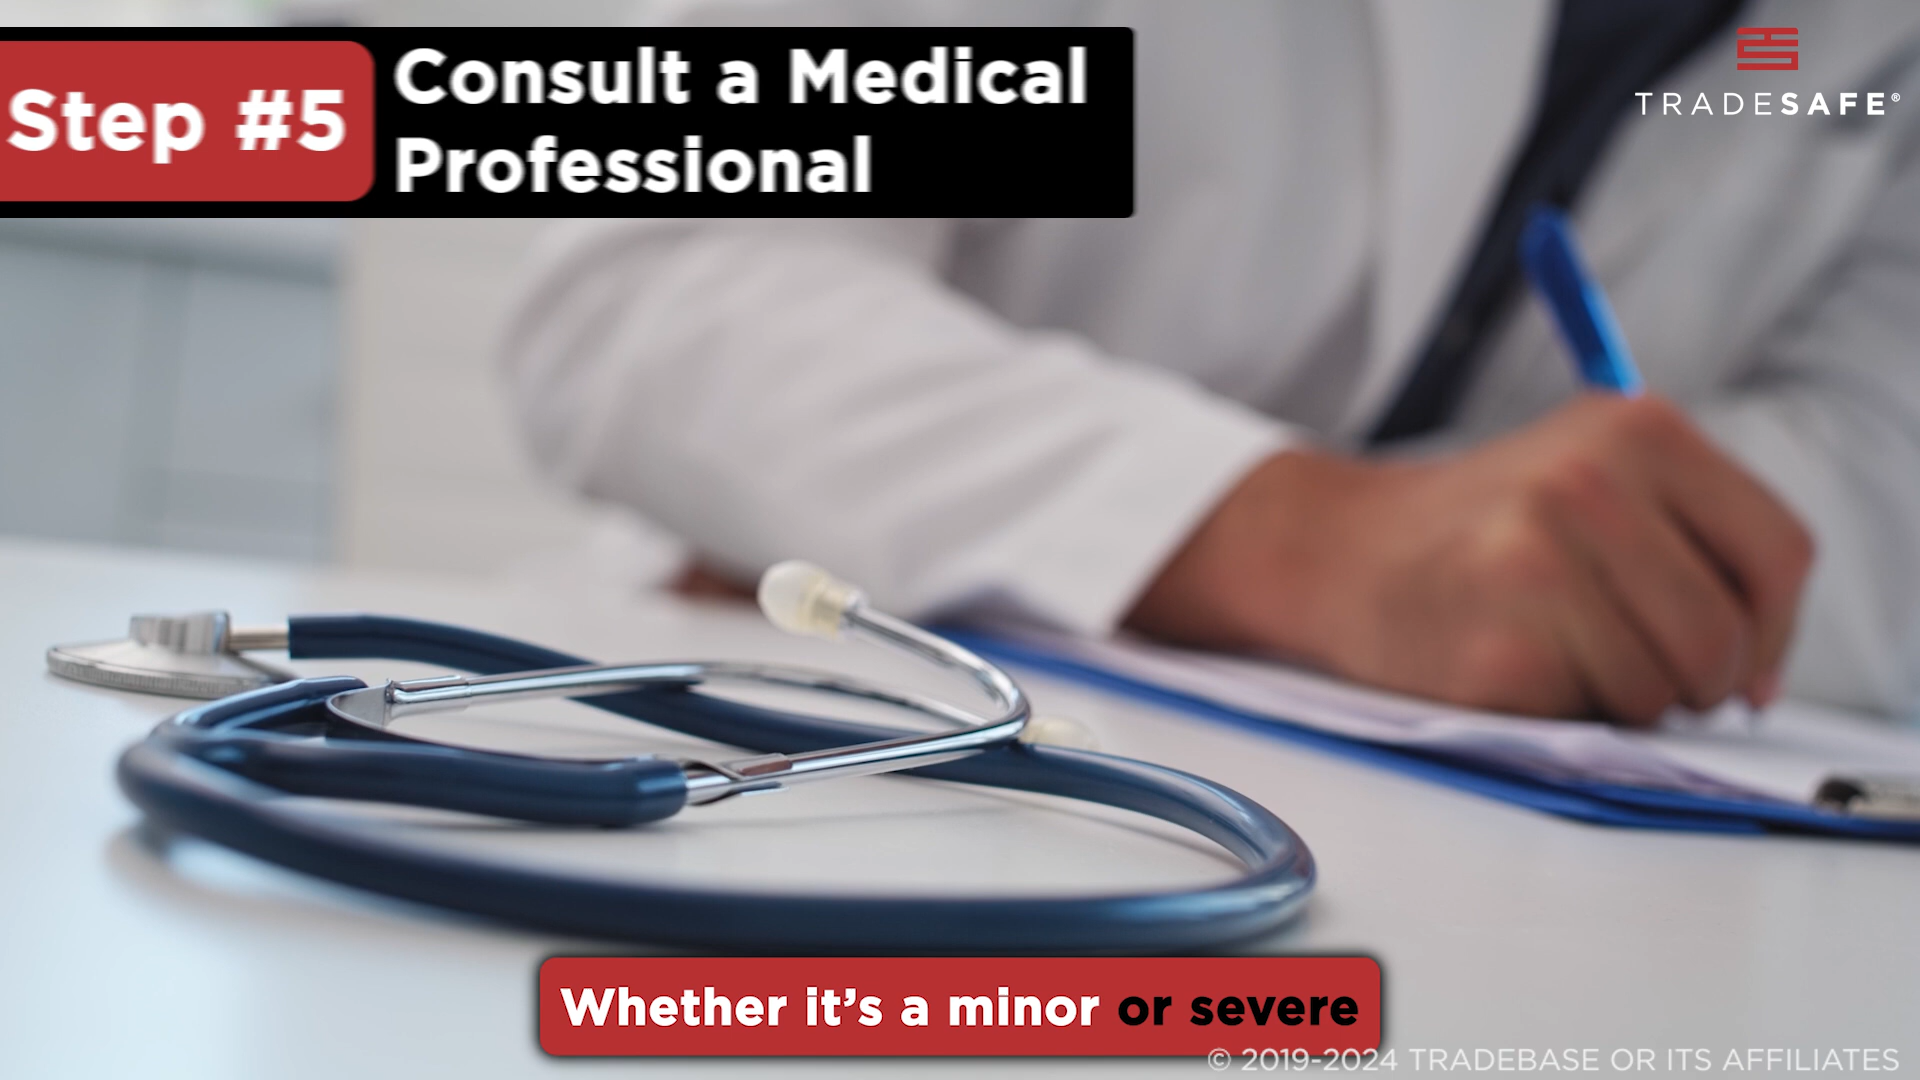 Step #5
Consult a Medical
Professional
TRADESAFE®
Whether it's a minor or severe
© 2019-2024 TRADEBASE OR ITS AFFILIATES